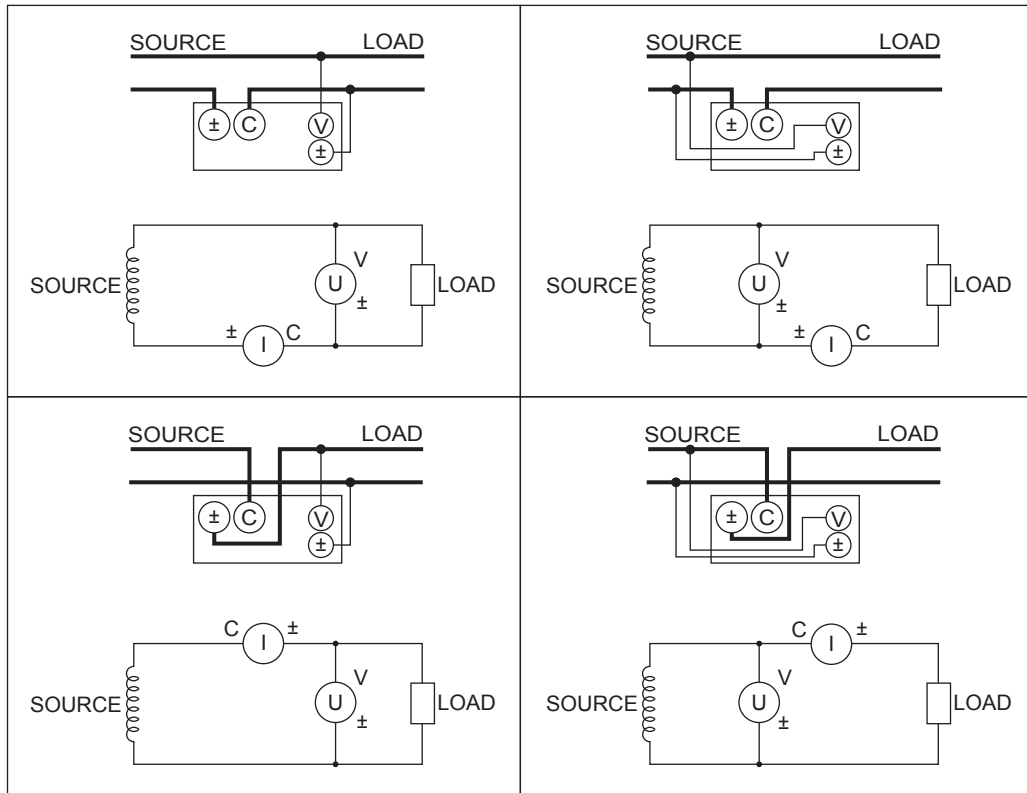 SOURCE LOAD
± C V
±
V
SOURCE U LOAD
±
± I C
SOURCE LOAD
± C V
±
V
SOURCE U LOAD
±
± I C
SOURCE LOAD
± C V
±
C I ±
V
SOURCE U LOAD
±
SOURCE LOAD
± C V
±
C I ±
V
SOURCE U LOAD
±